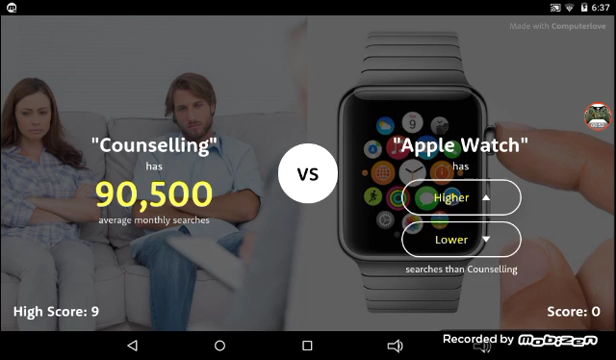 6:37
Made with Computerlove
"Counselling"
has
90,500
average monthly searches
VS
"Apple Watch"
has
Higher
Lower
searches than Counselling
High Score: 9
Score: 0
Recorded by MOBIZEN